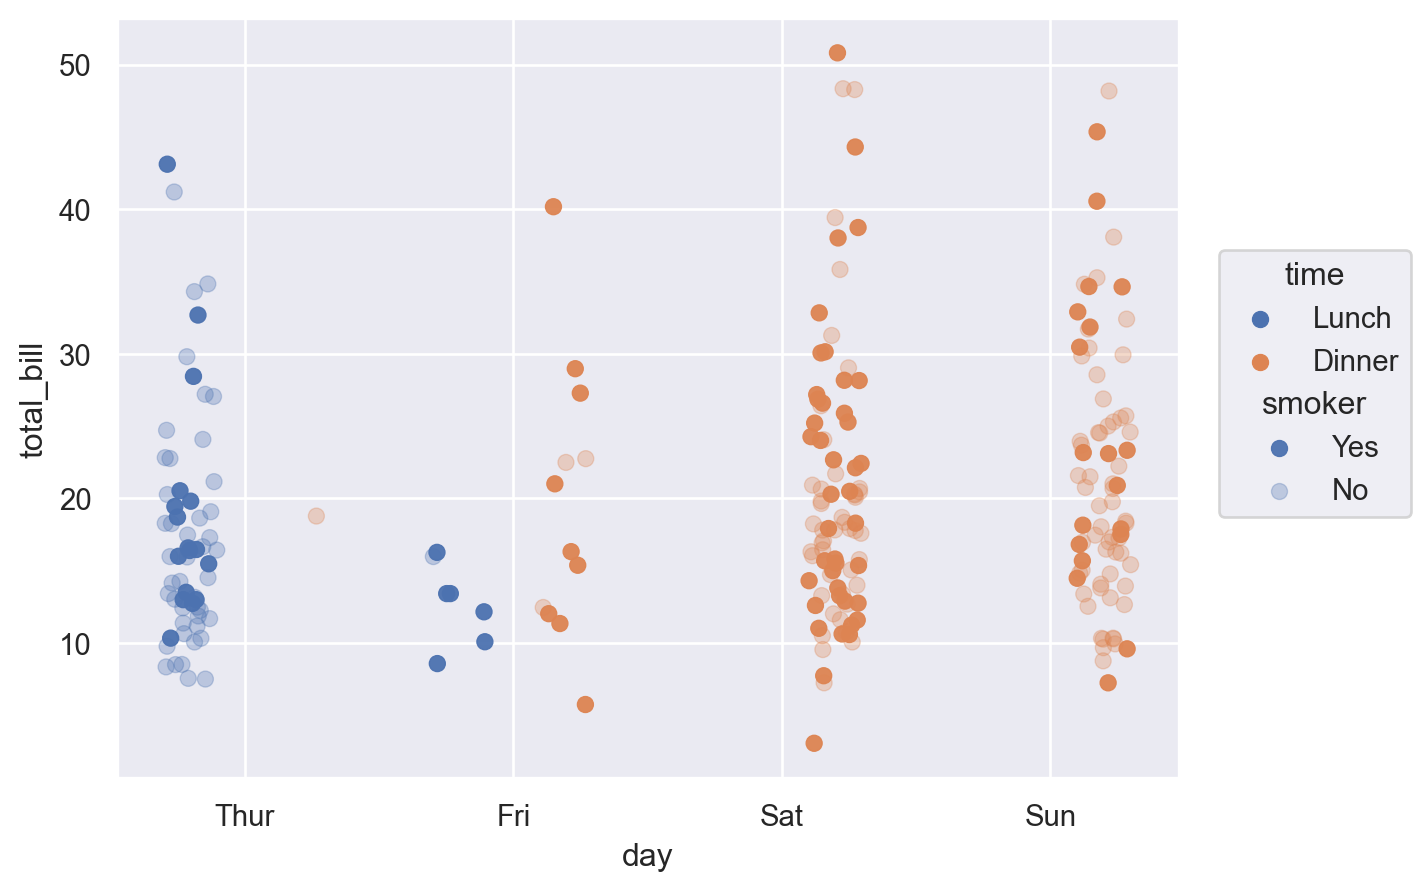 50
40
30
20
10
total_bill
Thur Fri Sat Sun
day
time
Lunch
Dinner
smoker
Yes
No